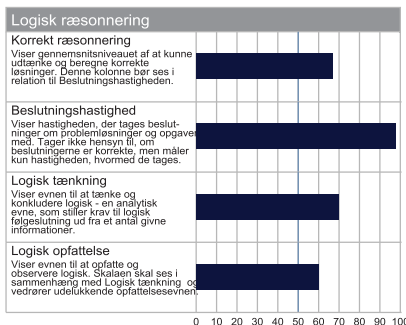 Logisk ræsonnering
Korrekt ræsonnering
Viser gennemsnitsniveauet af at kunne
udtænke og beregne korrekte
løsninger. Denne kolonne bør ses i
relation til Beslutningshastigheden.
Beslutningshastighed
Viser hastigheden, der tages beslut-
ninger om problemløsninger og opgaver
med. Tager ikke hensyn til, om
beslutningerne er korrekte, men måler
kun hastigheden, hvormed de tages.
Logisk tænkning
Viser evnen til at tænke og
konkludere logisk - en analytisk
evne, som stiller krav til logisk
følgeslutning ud fra et antal givne
informationer.
Logisk opfattelse
Viser evnen til at opfatte og
observere logisk. Skalaen skal ses i
sammenhæng med Logisk tænkning og
vedrører udelukkende opfattelsesevnen.
0 10 20 30 40 50 60 70 80 90 100